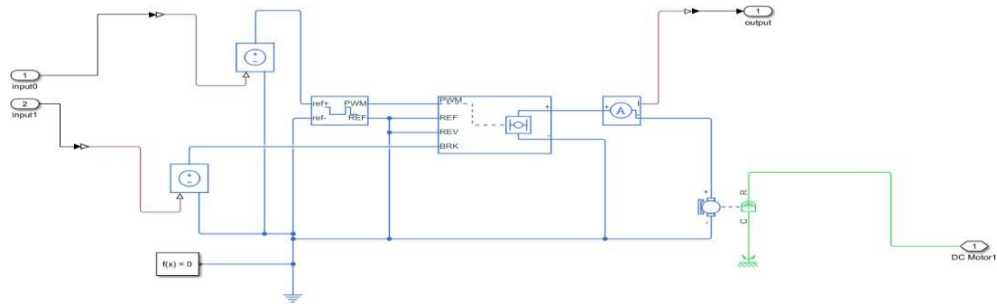 1
output
1
input0
2
input1
ref+ PWM
ref- REF
PWM
REF
REV
BRK
+
-
+
A
I
-
+
-
R
C
f(x) = 0
1
DC Motor1